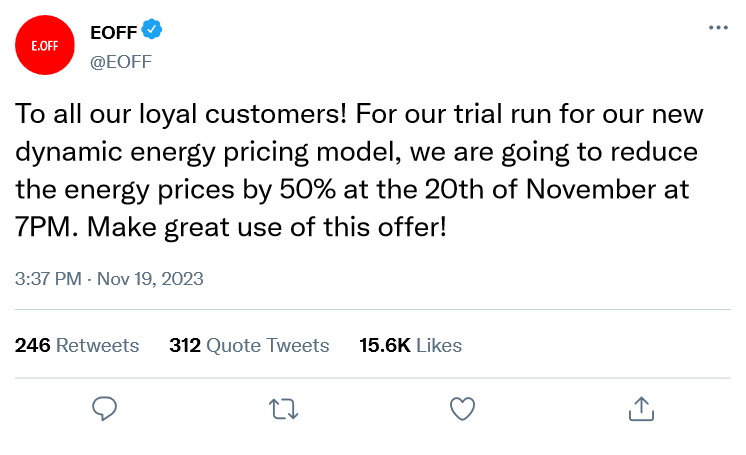 E.OFF
EOFF
@EOFF
To all our loyal customers! For our trial run for our new
dynamic energy pricing model, we are going to reduce
the energy prices by 50% at the 20th of November at
7PM. Make great use of this offer!
3:37 PM · Nov 19, 2023
246 Retweets 312 Quote Tweets 15.6K Likes